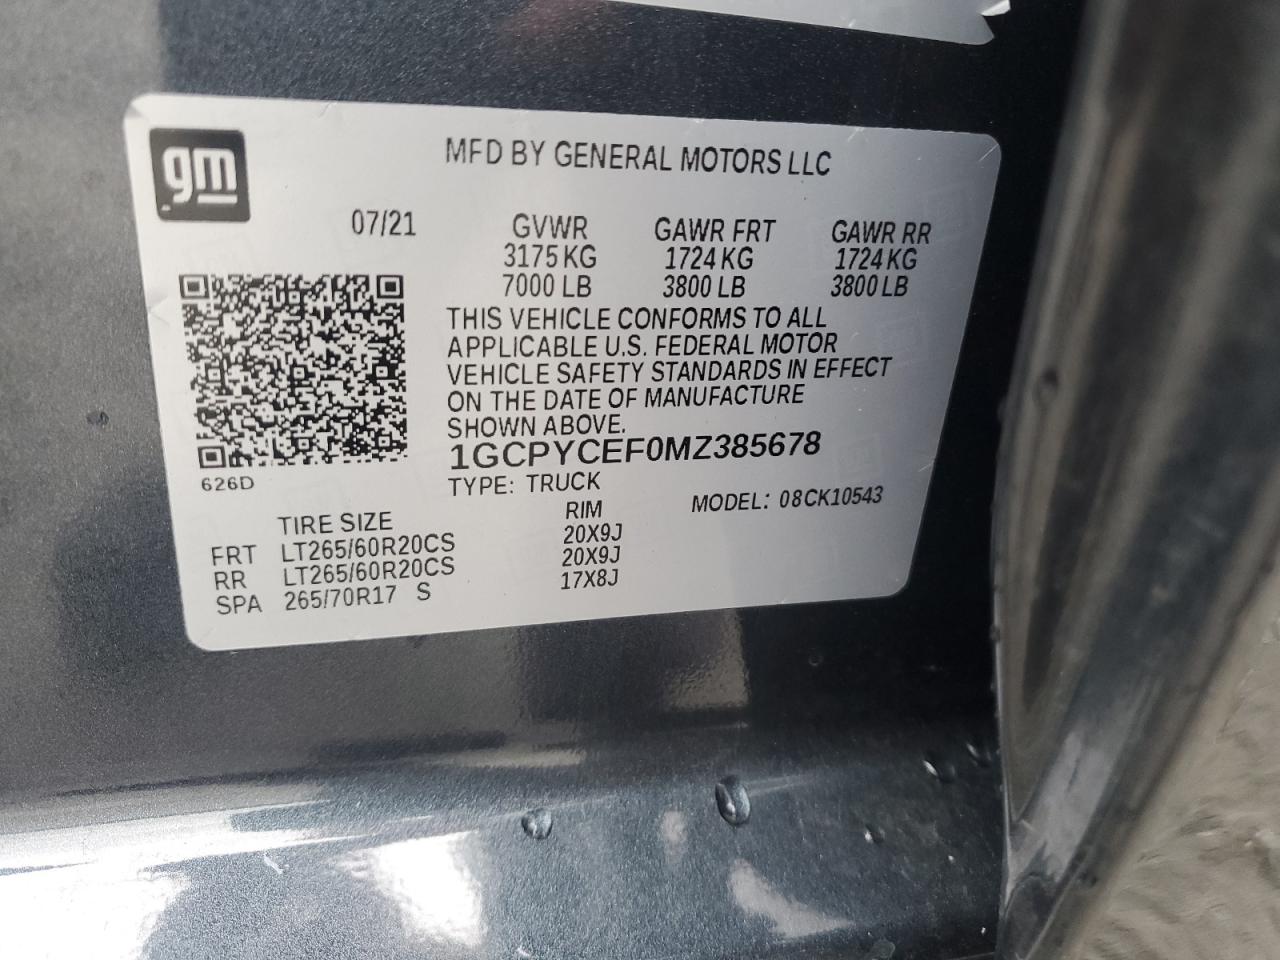 gm
MFD BY GENERAL MOTORS LLC
07/21 GVWR GAWR FRT GAWR RR
3175 KG 1724 KG 1724 KG
7000 LB 3800 LB 3800 LB
THIS VEHICLE CONFORMS TO ALL
APPLICABLE U.S. FEDERAL MOTOR
VEHICLE SAFETY STANDARDS IN EFFECT
ON THE DATE OF MANUFACTURE
SHOWN ABOVE.
1GCPYCEF0MZ385678
626D
TYPE: TRUCK
MODEL: 08CK10543
TIRE SIZE RIM
FRT LT265/60R20CS 20X9J
RR LT265/60R20CS 20X9J
SPA 265/70R17 S 17X8J